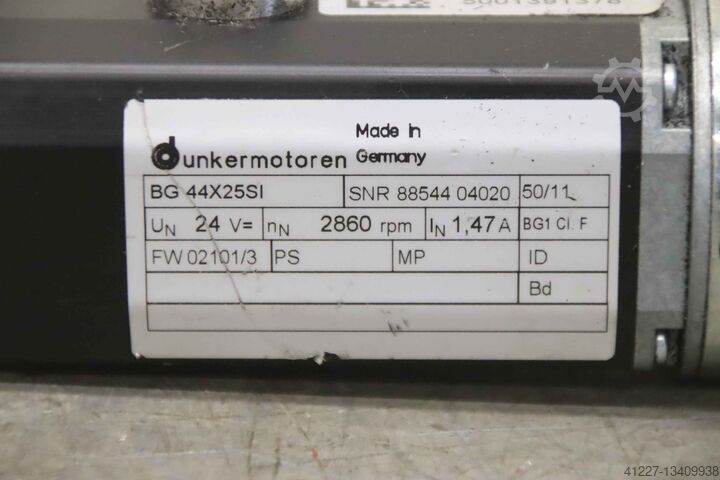 Made in
dunkermotoren Germany
BG 44X25SI SNR 88544 04020 50/11
UN 24 V= nN 2860 rpm IN 1,47A BG1 Cl. F
FW 02101/3 PS MP ID
Bd
41227-13409938